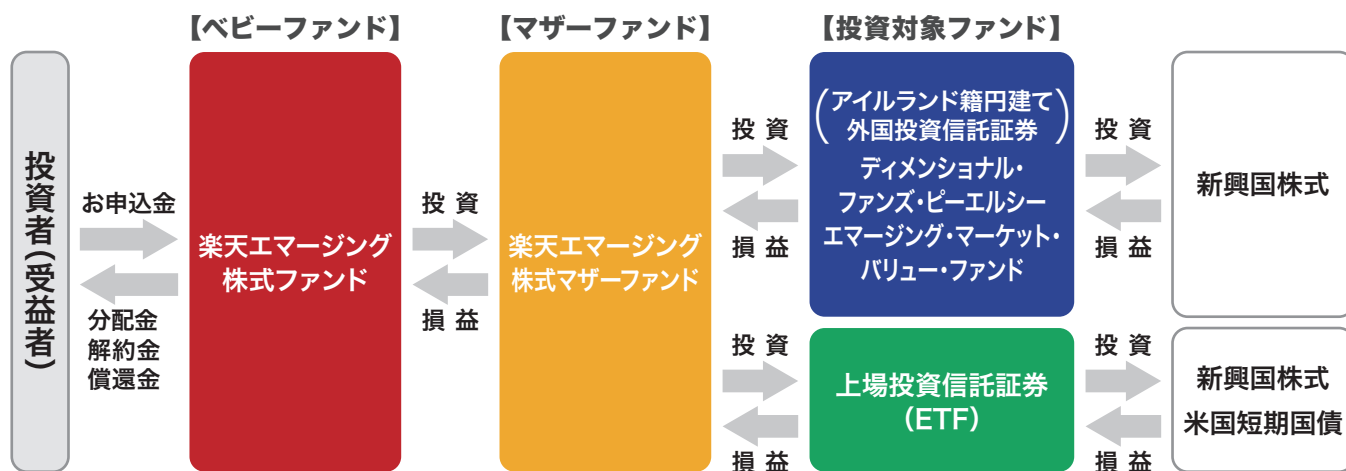 【ベビーファンド】
【マザーファンド】
【投資対象ファンド】
投資者(受益者)
お申込金
分配金
解約金
償還金
楽天エマージング
株式ファンド
投資
損益
楽天エマージング
株式マザーファンド
投資
損益
(アイルランド籍円建て
外国投資信託証券)
ディメンショナル・
ファンズ・ピーエルシー
エマージング・マーケット・
バリュー・ファンド
投資
損益
新興国株式
投資
損益
上場投資信託証券
(ETF)
投資
損益
新興国株式
米国短期国債